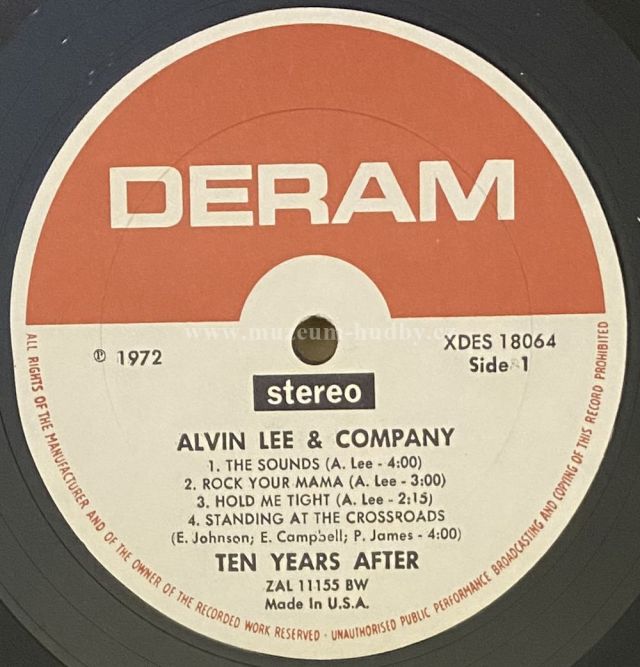 DERAM
www.muzeum-hudby.cz
℗ 1972
XDES 18064
Side 1
stereo
ALVIN LEE & COMPANY
1. THE SOUNDS (A. Lee - 4:00)
2. ROCK YOUR MAMA (A. Lee - 3:00)
3. HOLD ME TIGHT (A. Lee - 2:15)
4. STANDING AT THE CROSSROADS
(E. Johnson; E. Campbell; P. James - 4:00)
TEN YEARS AFTER
ZAL 11155 BW
Made In U.S.A.
ALL RIGHTS OF THE MANUFACTURER AND OF THE OWNER OF THE RECORDED WORK RESERVED · UNAUTHORISED PUBLIC PERFORMANCE BROADCASTING AND COPYING OF THIS RECORD PROHIBITED